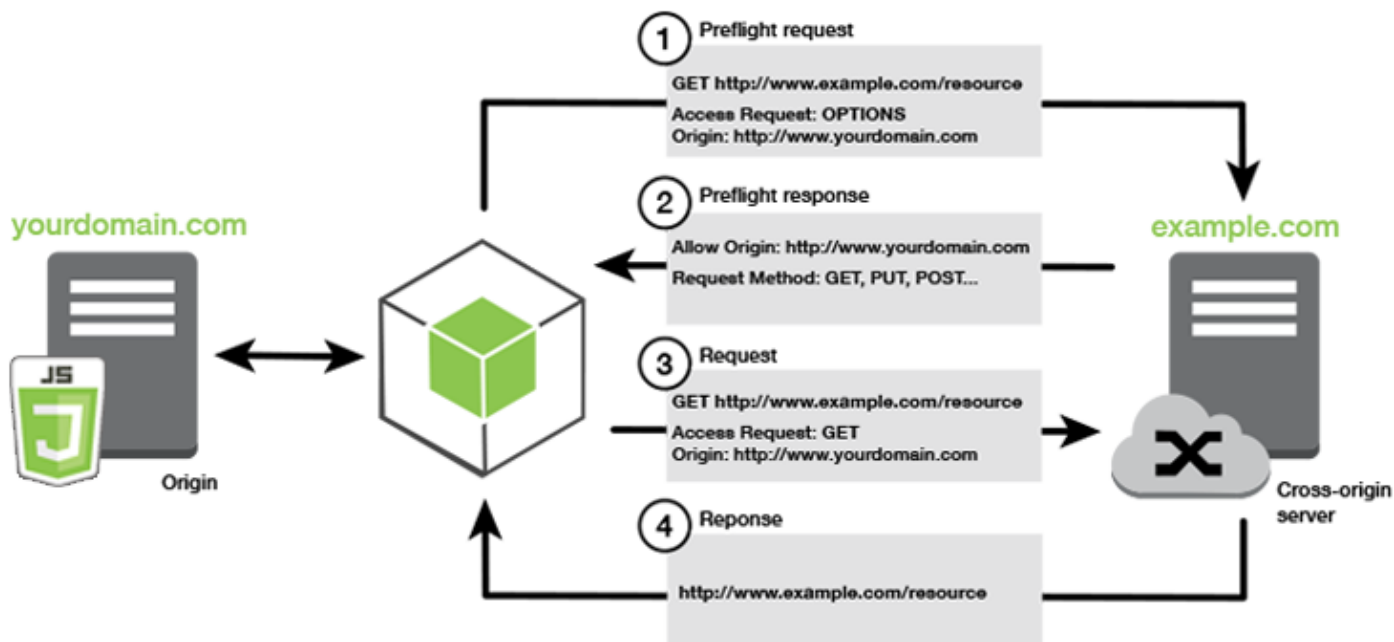 1 Preflight request
GET http://www.example.com/resource
Access Request: OPTIONS
Origin: http://www.yourdomain.com
2 Preflight response
Allow Origin: http://www.yourdomain.com
Request Method: GET, PUT, POST...
yourdomain.com
JS
Origin
example.com
Cross-origin
server
3 Request
GET http://www.example.com/resource
Access Request: GET
Origin: http://www.yourdomain.com
4 Reponse
http://www.example.com/resource